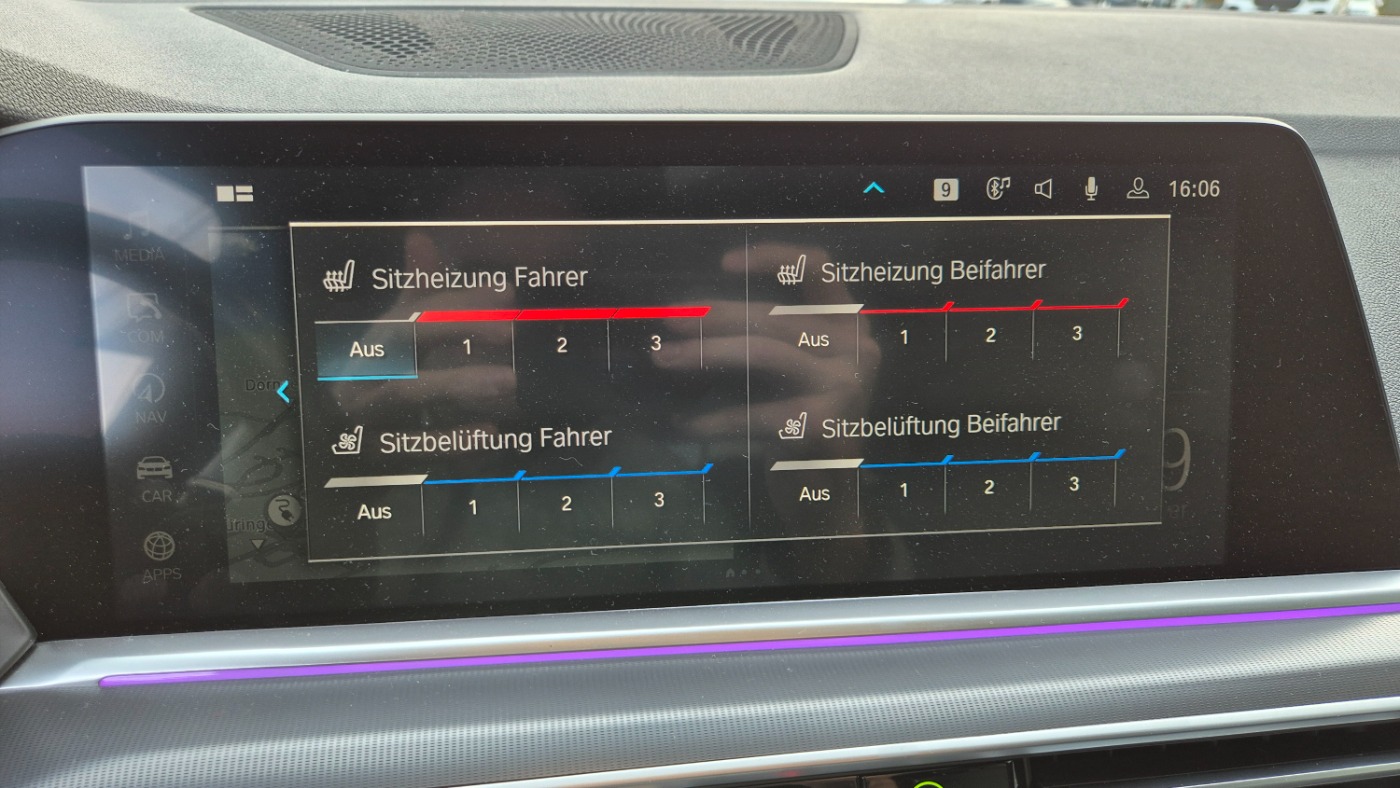 9 16:06
MEDIA
COM
NAV
CAR
APPS
Sitzheizung Fahrer
Aus 1 2 3
Sitzheizung Beifahrer
Aus 1 2 3
Sitzbelüftung Fahrer
Aus 1 2 3
Sitzbelüftung Beifahrer
Aus 1 2 3
9